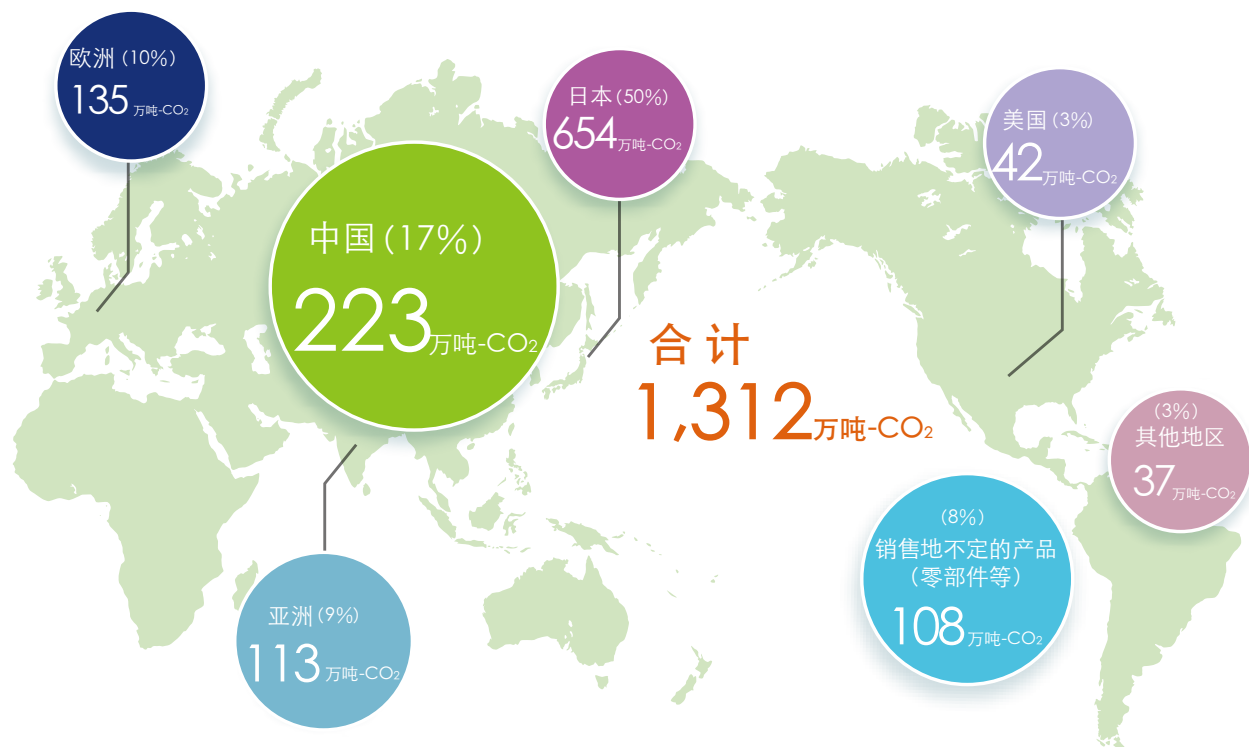 欧洲(10%)
135万吨-CO₂
日本(50%)
654万吨-CO₂
美国(3%)
42万吨-CO₂
中国(17%)
223万吨-CO₂
合计
1,312万吨-CO₂
(3%)
其他地区
37万吨-CO₂
(8%)
销售地不定的产品
(零部件等)
108万吨-CO₂
亚洲(9%)
113万吨-CO₂